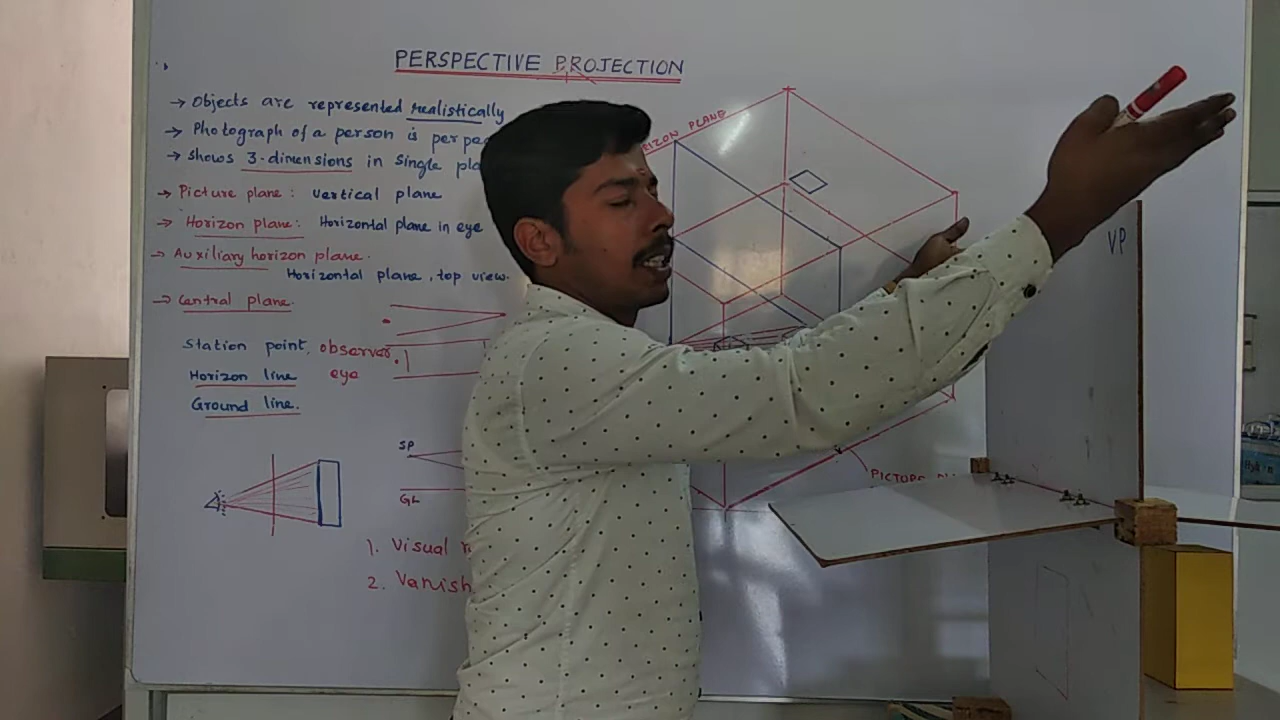 PERSPECTIVE PROJECTION
→ Objects are represented realistically
→ Photograph of a person is
→ shows 3-dimensions in single
→ Picture plane : vertical plane
→ Horizon plane: Horizontal plane in eye
→ Auxiliary horizon plane.
Horizontal plane, top view.
→ Central plane.
Station point, observer
eye
Horizon line
Ground line.
SP
GL
1. Visual
2.
PLANE
PICTURE
VP